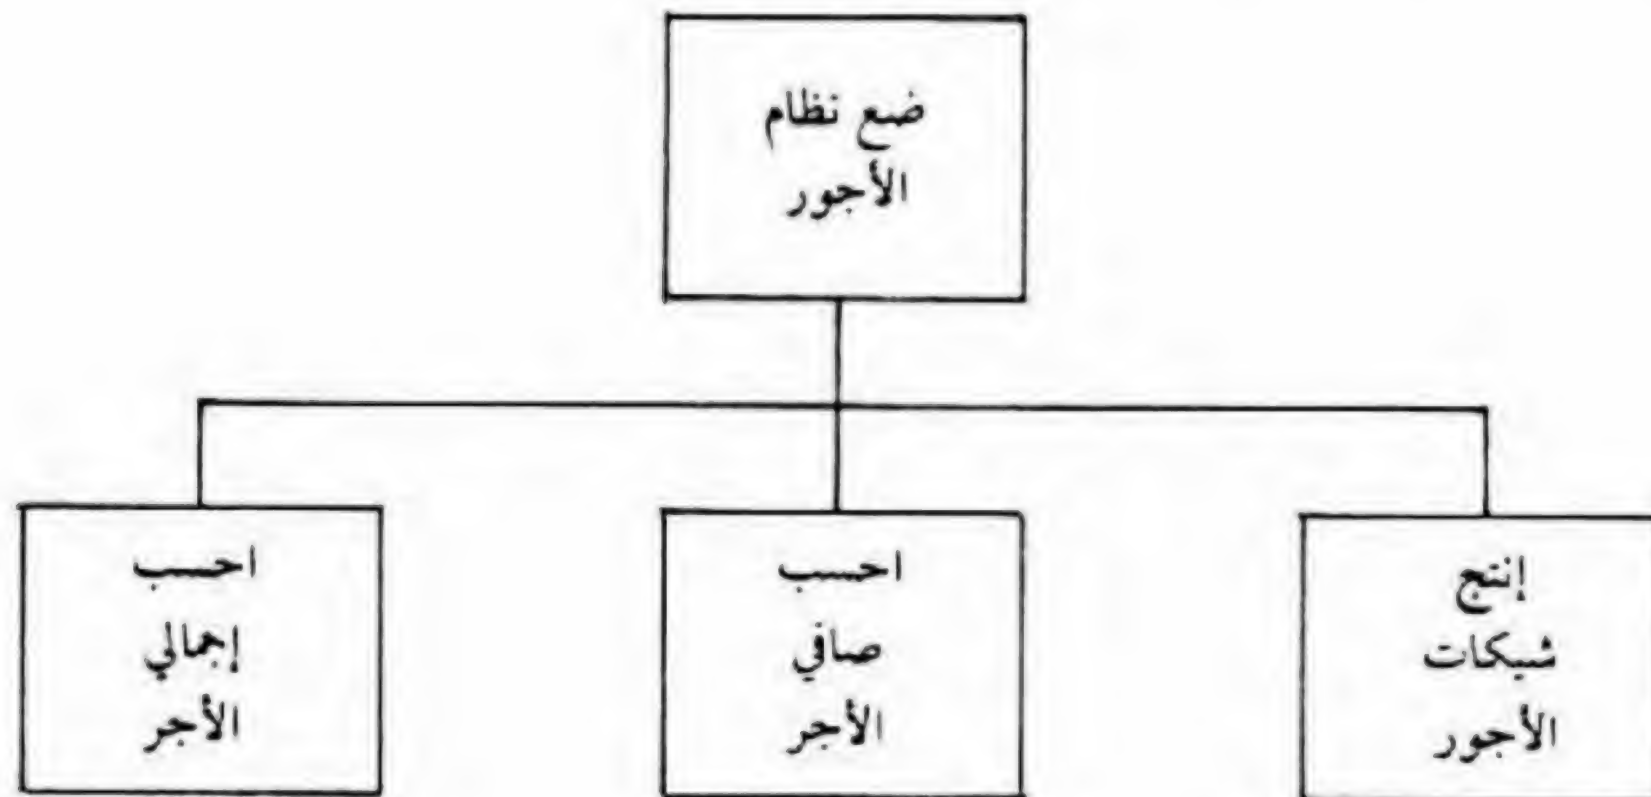 ضع نظام
الأجور
احسب
إجمالي
الأجر
احسب
صافي
الأجر
إنتج
شيكات
الأجور